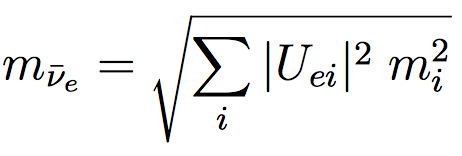 m_{\bar{\nu}_e} = \sqrt{\sum_i |U_{ei}|^2 \, m_i^2}